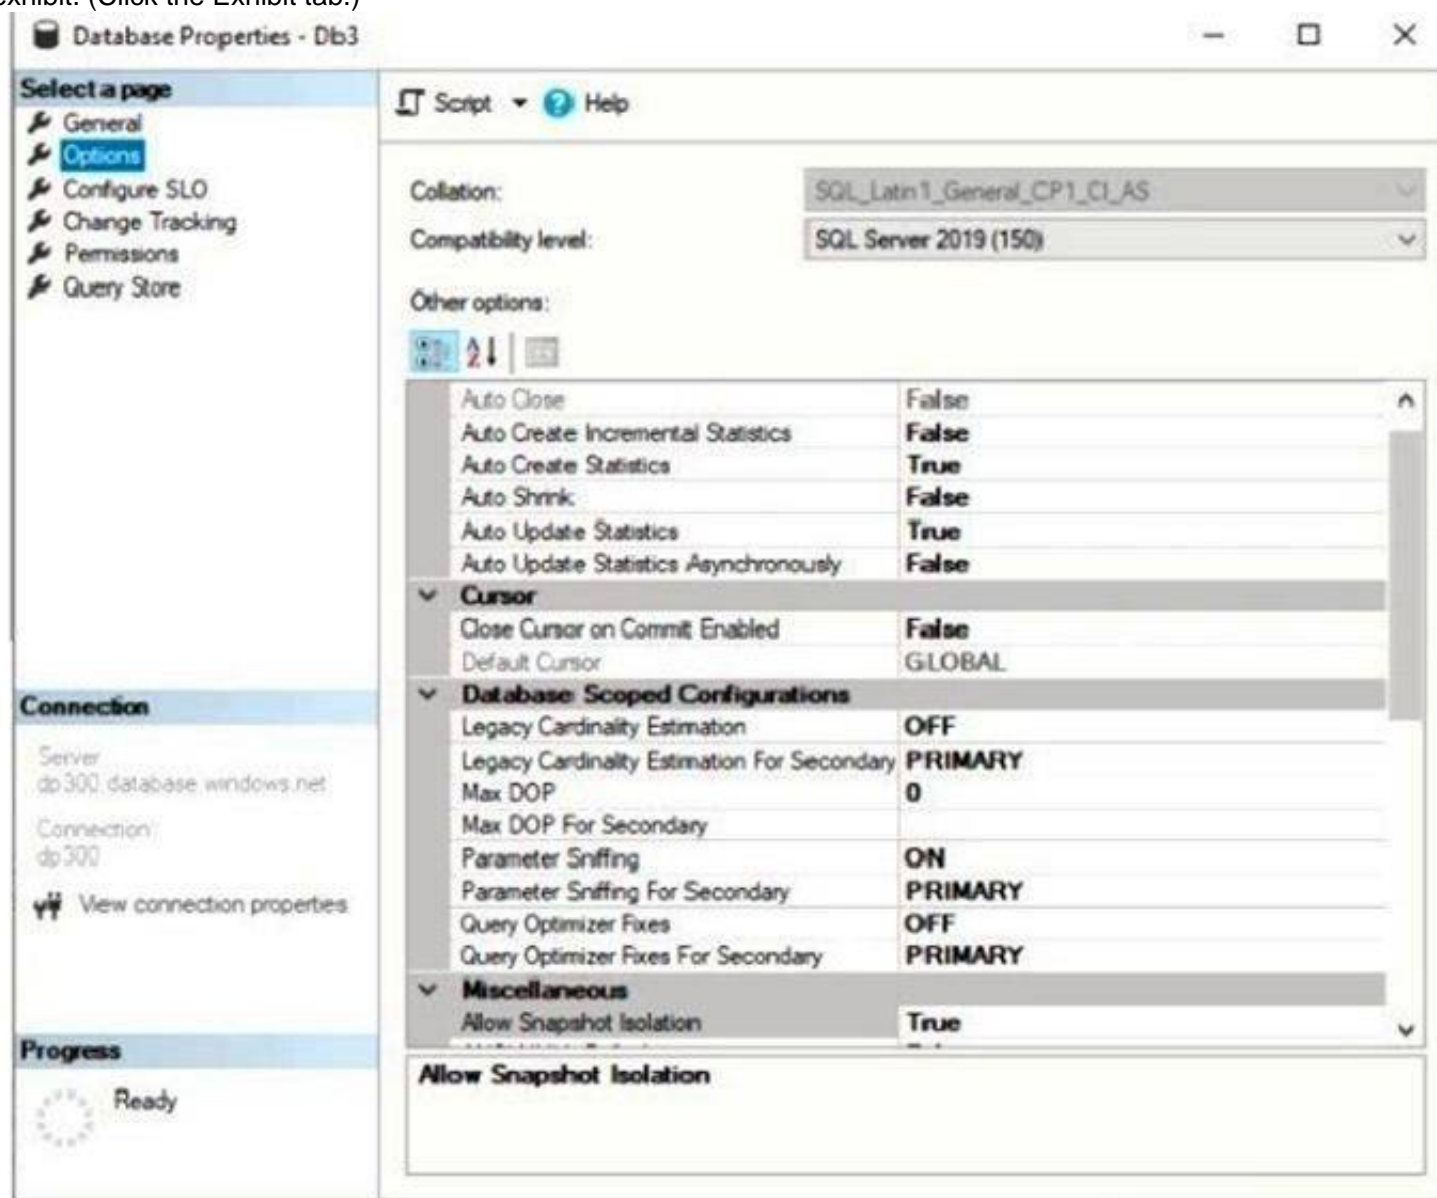 exhibit. (Click the Exhibit tab.)
Database Properties - Db3
Select a page
General
Options
Configure SLO
Change Tracking
Permissions
Query Store
Script
Help
Collation: SQL_Latin1_General_CP1_CI_AS
Compatibility level: SQL Server 2019 (150)
Other options:
Auto Close False
Auto Create Incremental Statistics False
Auto Create Statistics True
Auto Shrink False
Auto Update Statistics True
Auto Update Statistics Asynchronously False
Cursor
Close Cursor on Commit Enabled False
Default Cursor GLOBAL
Database Scoped Configurations
Legacy Cardinality Estimation OFF
Legacy Cardinality Estimation For Secondary PRIMARY
Max DOP 0
Max DOP For Secondary
Parameter Sniffing ON
Parameter Sniffing For Secondary PRIMARY
Query Optimizer Fixes OFF
Query Optimizer Fixes For Secondary PRIMARY
Miscellaneous
Allow Snapshot Isolation True
Allow Snapshot Isolation
Connection
Server
dp300.database.windows.net
Connection:
dp300
View connection properties
Progress
Ready